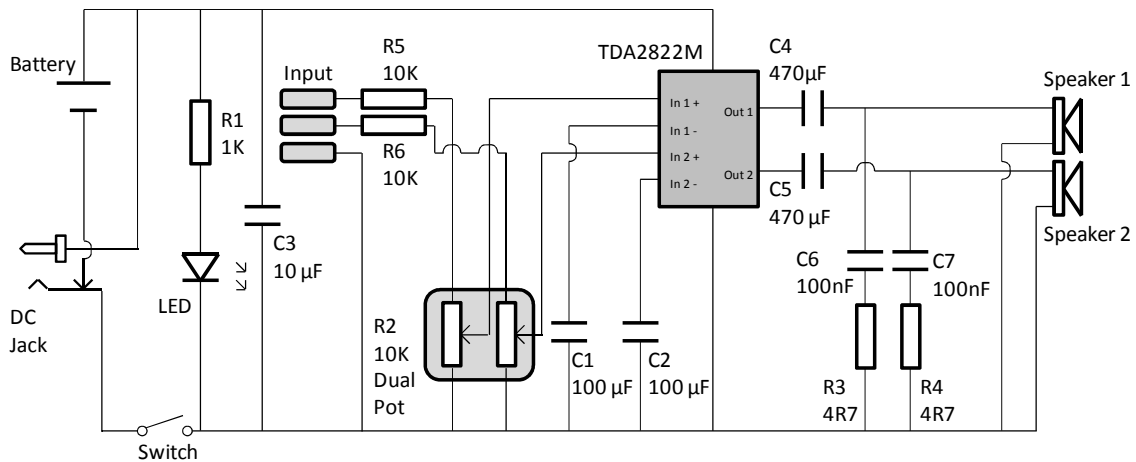 Battery
R1
1K
Input
R5
10K
R6
10K
TDA2822M
In 1 +
In 1 -
In 2 +
In 2 -
Out 1
Out 2
C4
470µF
C5
470 µF
Speaker 1
Speaker 2
C3
10 µF
LED
DC
Jack
Switch
R2
10K
Dual
Pot
C1
100 µF
C2
100 µF
C6
100nF
C7
100nF
R3
4R7
R4
4R7